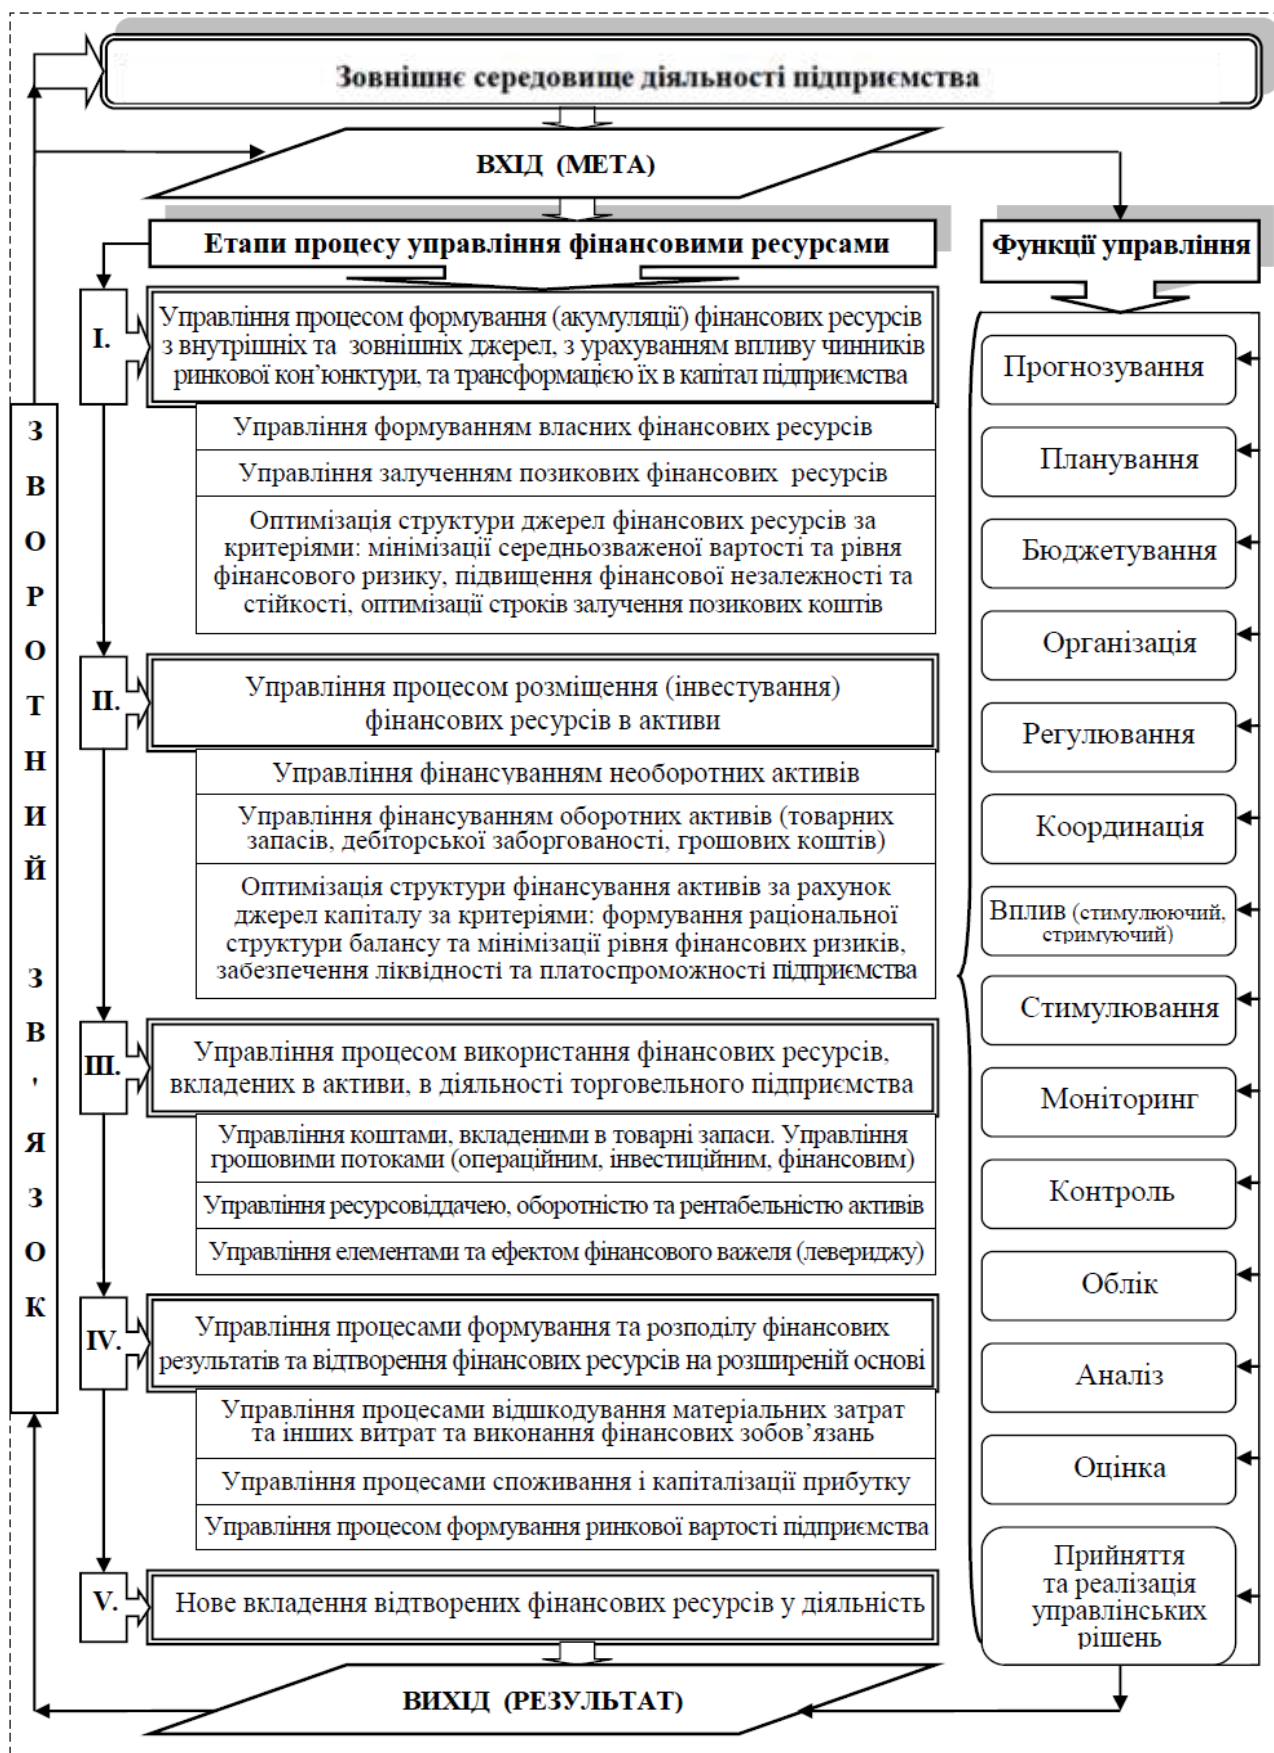 Зовнішнє середовище діяльності підприємства
ВХІД (МЕТА)
Етапи процесу управління фінансовими ресурсами
I.
Управління процесом формування (акумуляції) фінансових ресурсів
з внутрішніх та зовнішніх джерел, з урахуванням впливу чинників
ринкової кон’юнктури, та трансформацією їх в капітал підприємства
Управління формуванням власних фінансових ресурсів
Управління залученням позикових фінансових ресурсів
Оптимізація структури джерел фінансових ресурсів за
критеріями: мінімізації середньозваженої вартості та рівня
фінансового ризику, підвищення фінансової незалежності та
стійкості, оптимізації строків залучення позикових коштів
II.
Управління процесом розміщення (інвестування)
фінансових ресурсів в активи
Управління фінансуванням необоротних активів
Управління фінансуванням оборотних активів (товарних
запасів, дебіторської заборгованості, грошових коштів)
Оптимізація структури фінансування активів за рахунок
джерел капіталу за критеріями: формування раціональної
структури балансу та мінімізації рівня фінансових ризиків,
забезпечення ліквідності та платоспроможності підприємства
III.
Управління процесом використання фінансових ресурсів,
вкладених в активи, в діяльності торговельного підприємства
Управління коштами, вкладеними в товарні запаси. Управління
грошовими потоками (операційним, інвестиційним, фінансовим)
Управління ресурсовіддачею, оборотністю та рентабельністю активів
Управління елементами та ефектом фінансового важеля (левериджу)
IV.
Управління процесами формування та розподілу фінансових
результатів та відтворення фінансових ресурсів на розширеній основі
Управління процесами відшкодування матеріальних затрат
та інших витрат та виконання фінансових зобов’язань
Управління процесами споживання і капіталізації прибутку
Управління процесом формування ринкової вартості підприємства
V.
Нове вкладення відтворених фінансових ресурсів у діяльність
ВИХІД (РЕЗУЛЬТАТ)
Функції управління
Прогнозування
Планування
Бюджетування
Організація
Регулювання
Координація
Вплив (стимулюючий,
стримуючий)
Стимулювання
Моніторинг
Контроль
Облік
Аналіз
Оцінка
Прийняття
та реалізація
управлінських
рішень
ЗВОРОТНИЙ ЗВ'ЯЗОК